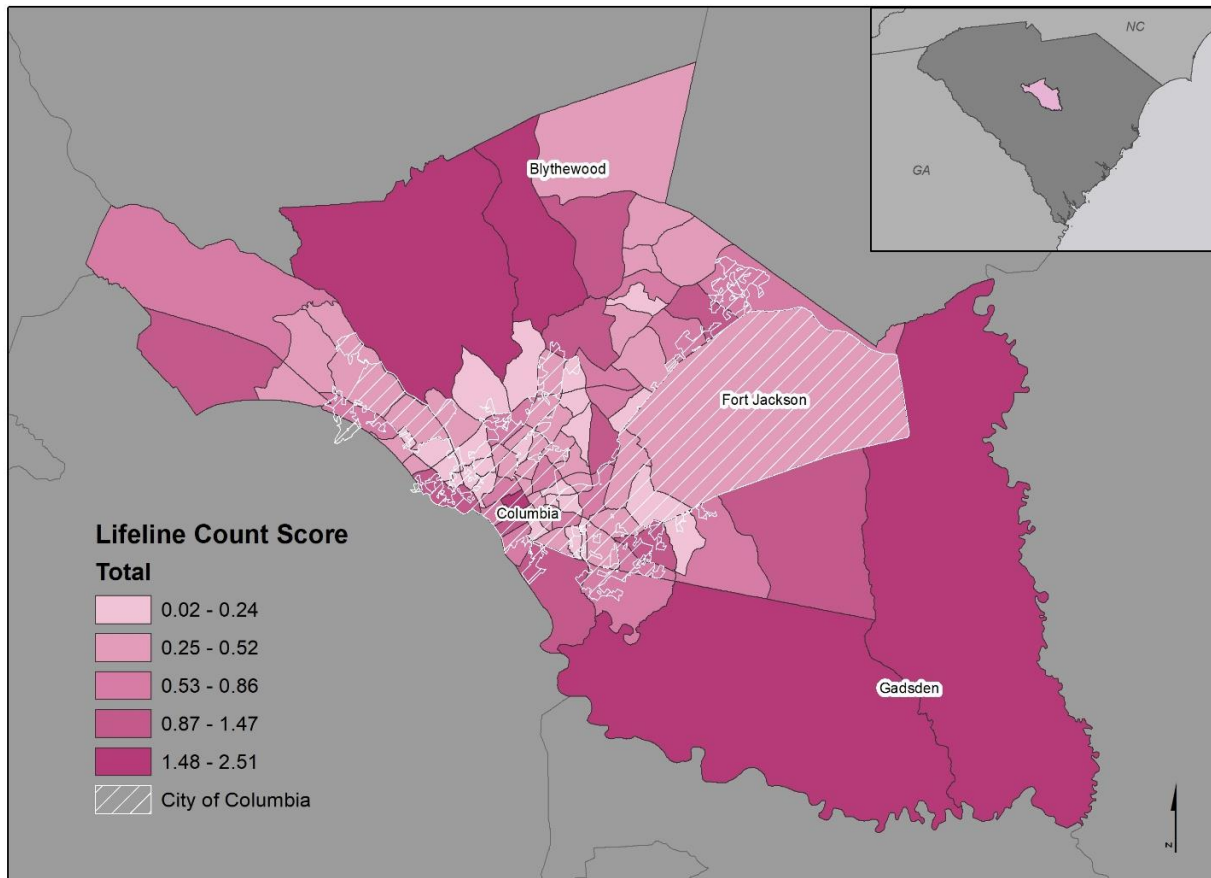 NC
GA
Blythewood
Fort Jackson
Columbia
Gadsden
Lifeline Count Score
Total
0.02 - 0.24
0.25 - 0.52
0.53 - 0.86
0.87 - 1.47
1.48 - 2.51
City of Columbia
N